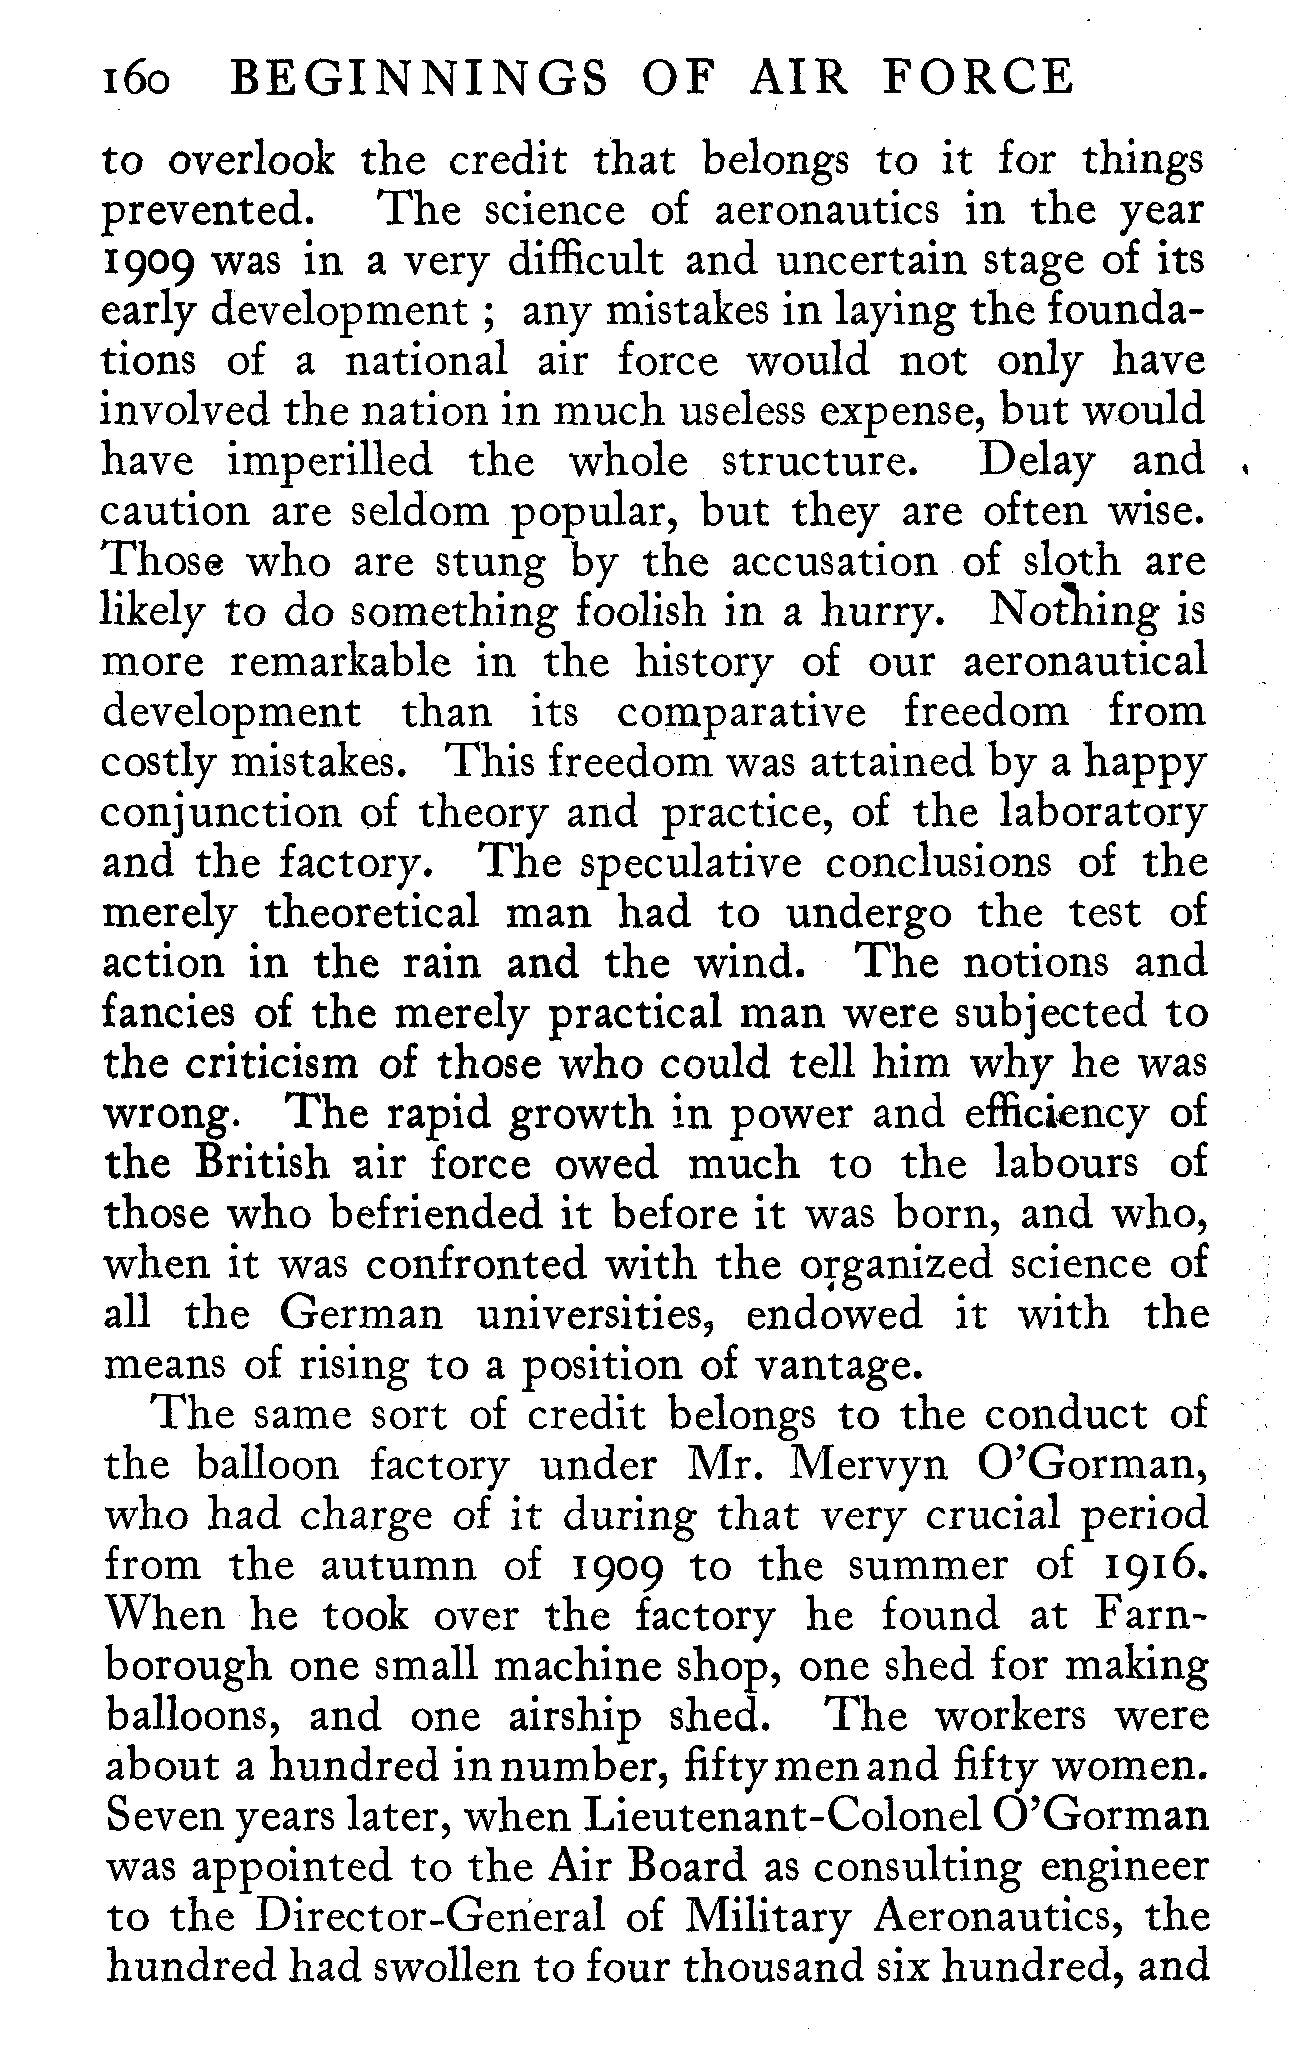 160 BEGINNINGS OF AIR FORCE
to overlook the credit that belongs to it for things
prevented. The science of aeronautics in the year
1909 was in a very difficult and uncertain stage of its
early development ; any mistakes in laying the founda-
tions of a national air force would not only have
involved the nation in much useless expense, but would
have imperilled the whole structure. Delay and
caution are seldom popular, but they are often wise.
Those who are stung by the accusation of sloth are
likely to do something foolish in a hurry. Nothing is
more remarkable in the history of our aeronautical
development than its comparative freedom from
costly mistakes. This freedom was attained by a happy
conjunction of theory and practice, of the laboratory
and the factory. The speculative conclusions of the
merely theoretical man had to undergo the test of
action in the rain and the wind. The notions and
fancies of the merely practical man were subjected to
the criticism of those who could tell him why he was
wrong. The rapid growth in power and efficiency of
the British air force owed much to the labours of
those who befriended it before it was born, and who,
when it was confronted with the organized science of
all the German universities, endowed it with the
means of rising to a position of vantage.
The same sort of credit belongs to the conduct of
the balloon factory under Mr. Mervyn O'Gorman,
who had charge of it during that very crucial period
from the autumn of 1909 to the summer of 1916.
When he took over the factory he found at Farn-
borough one small machine shop, one shed for making
balloons, and one airship shed. The workers were
about a hundred in number, fifty men and fifty women.
Seven years later, when Lieutenant-Colonel O'Gorman
was appointed to the Air Board as consulting engineer
to the Director-General of Military Aeronautics, the
hundred had swollen to four thousand six hundred, and